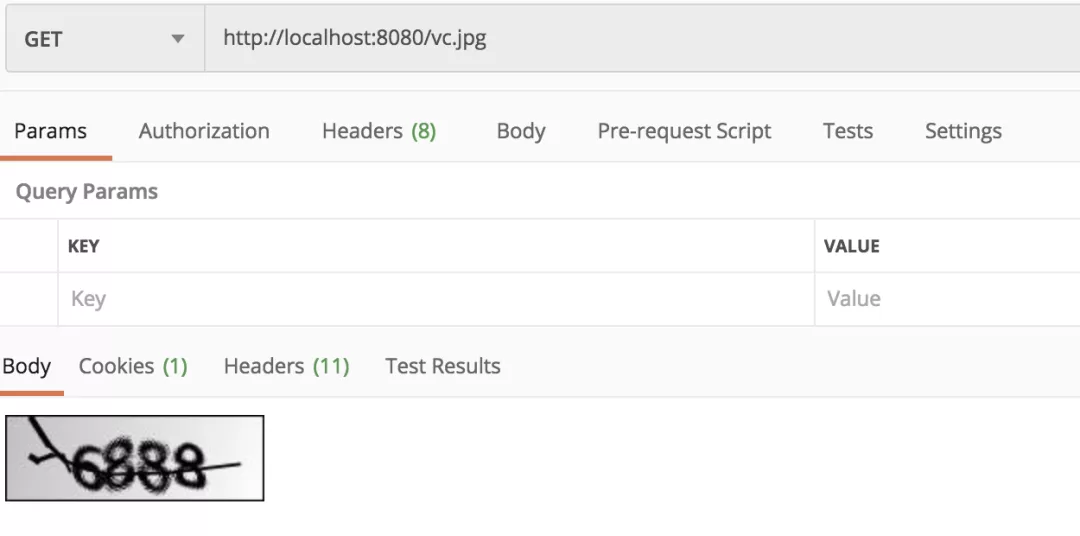 GET http://localhost:8080/vc.jpg
Params Authorization Headers (8) Body Pre-request Script Tests Settings
Query Params
KEY VALUE
Key Value
Body Cookies (1) Headers (11) Test Results
6888